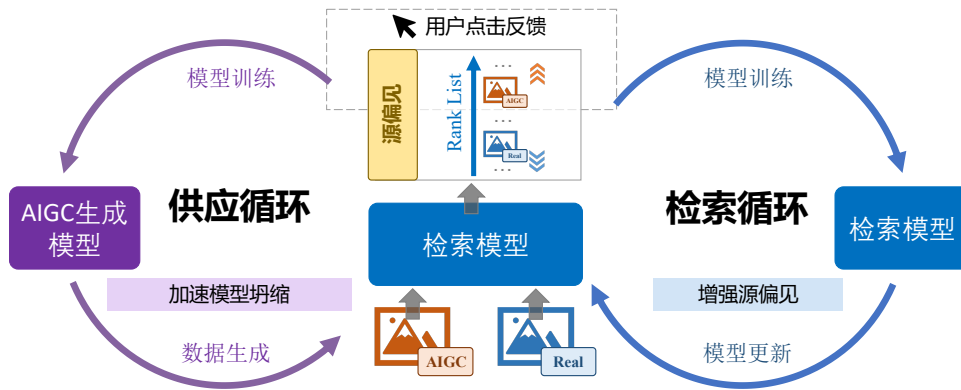 用户点击反馈
模型训练
模型训练
源偏见
Rank List
...
AIGC
...
Real
...
AIGC生成
模型
供应循环
检索循环
检索模型
检索模型
加速模型坍缩
增强源偏见
数据生成
AIGC
Real
模型更新